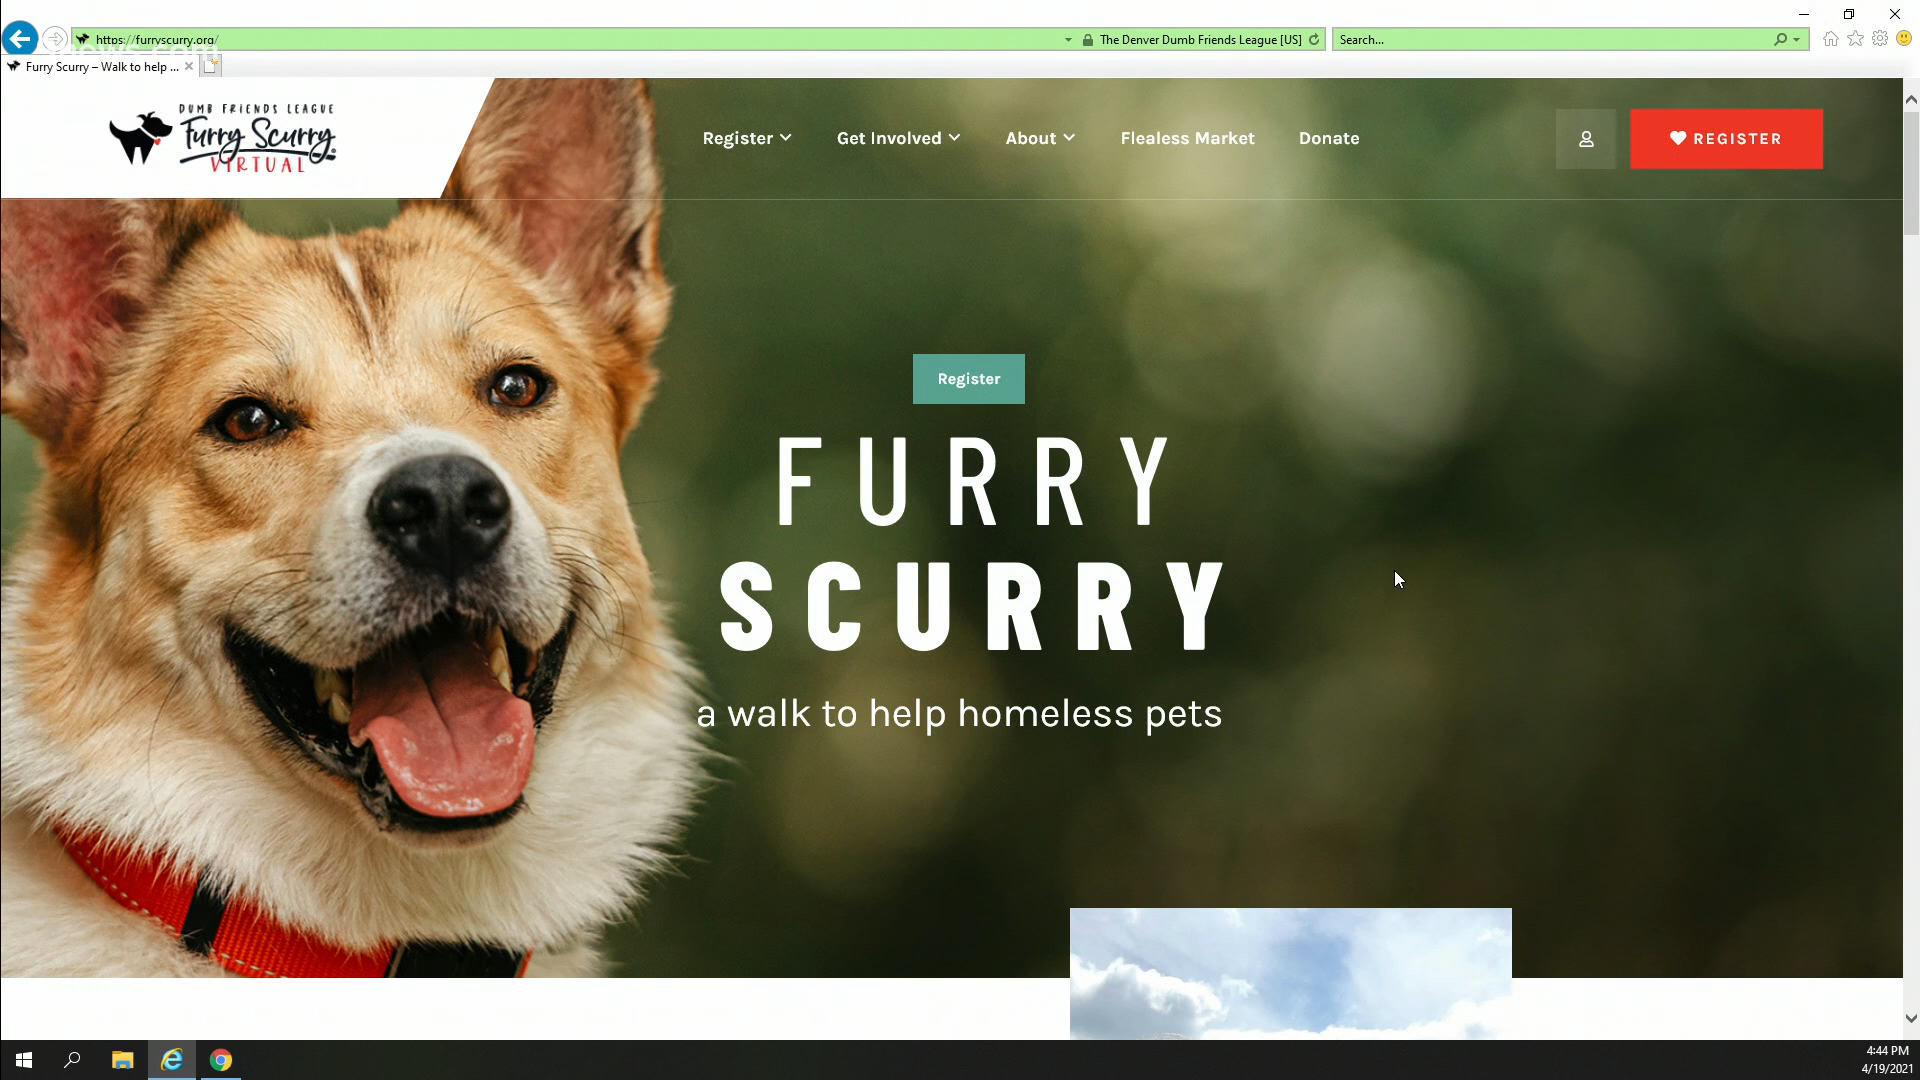 https://furryscurry.org/
The Denver Dumb Friends League [US]
Search...
Furry Scurry – Walk to help ...
DUMB FRIENDS LEAGUE
Furry Scurry
VIRTUAL
Register
Get Involved
About
Flealess Market
Donate
REGISTER
Register
FURRY
SCURRY
a walk to help homeless pets
4:44 PM
4/19/2021